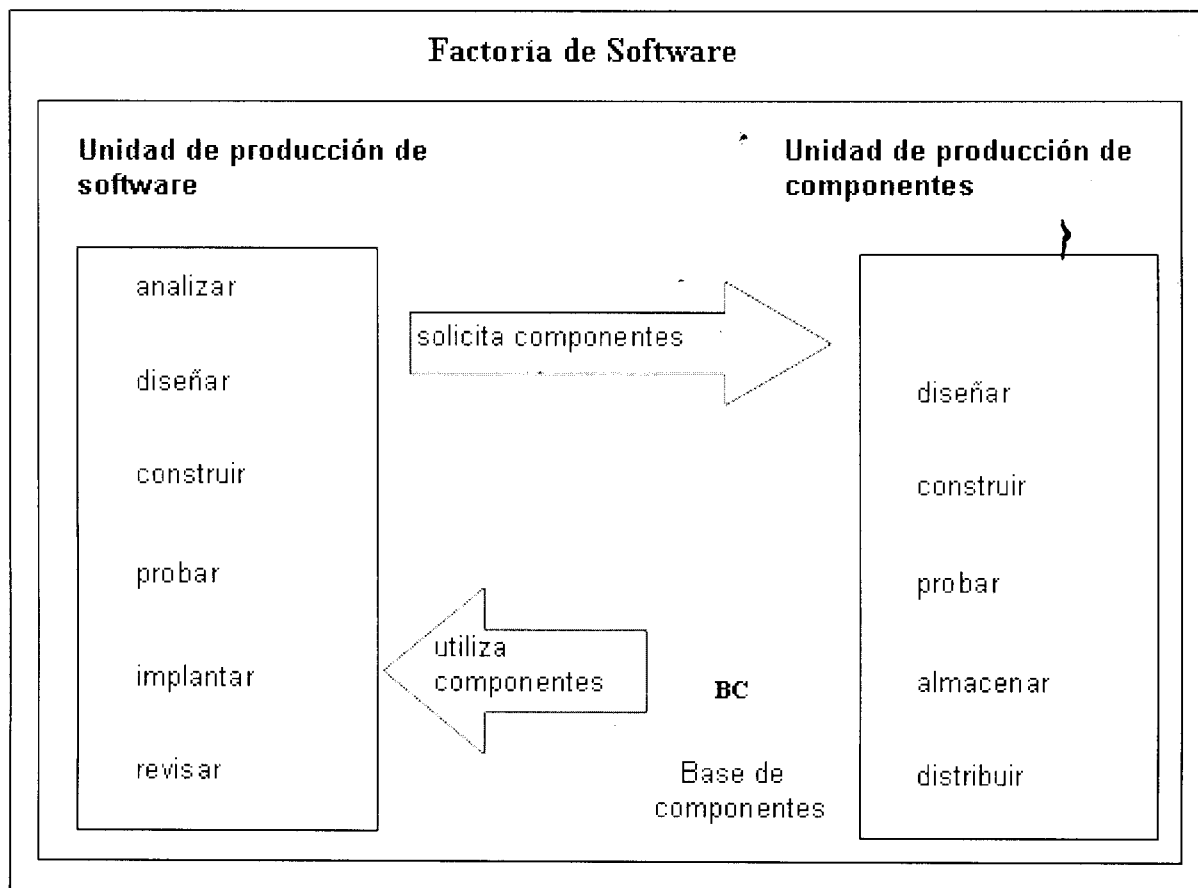 Factoría de Software
Unidad de producción de
software
analizar
diseñar
construir
probar
implantar
revisar
solicita componentes
utiliza
componentes
BC
Base de
componentes
Unidad de producción de
componentes
diseñar
construir
probar
almacenar
distribuir